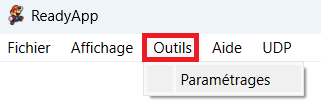 ReadyApp
Fichier Affichage Outils Aide UDP
Paramétrages